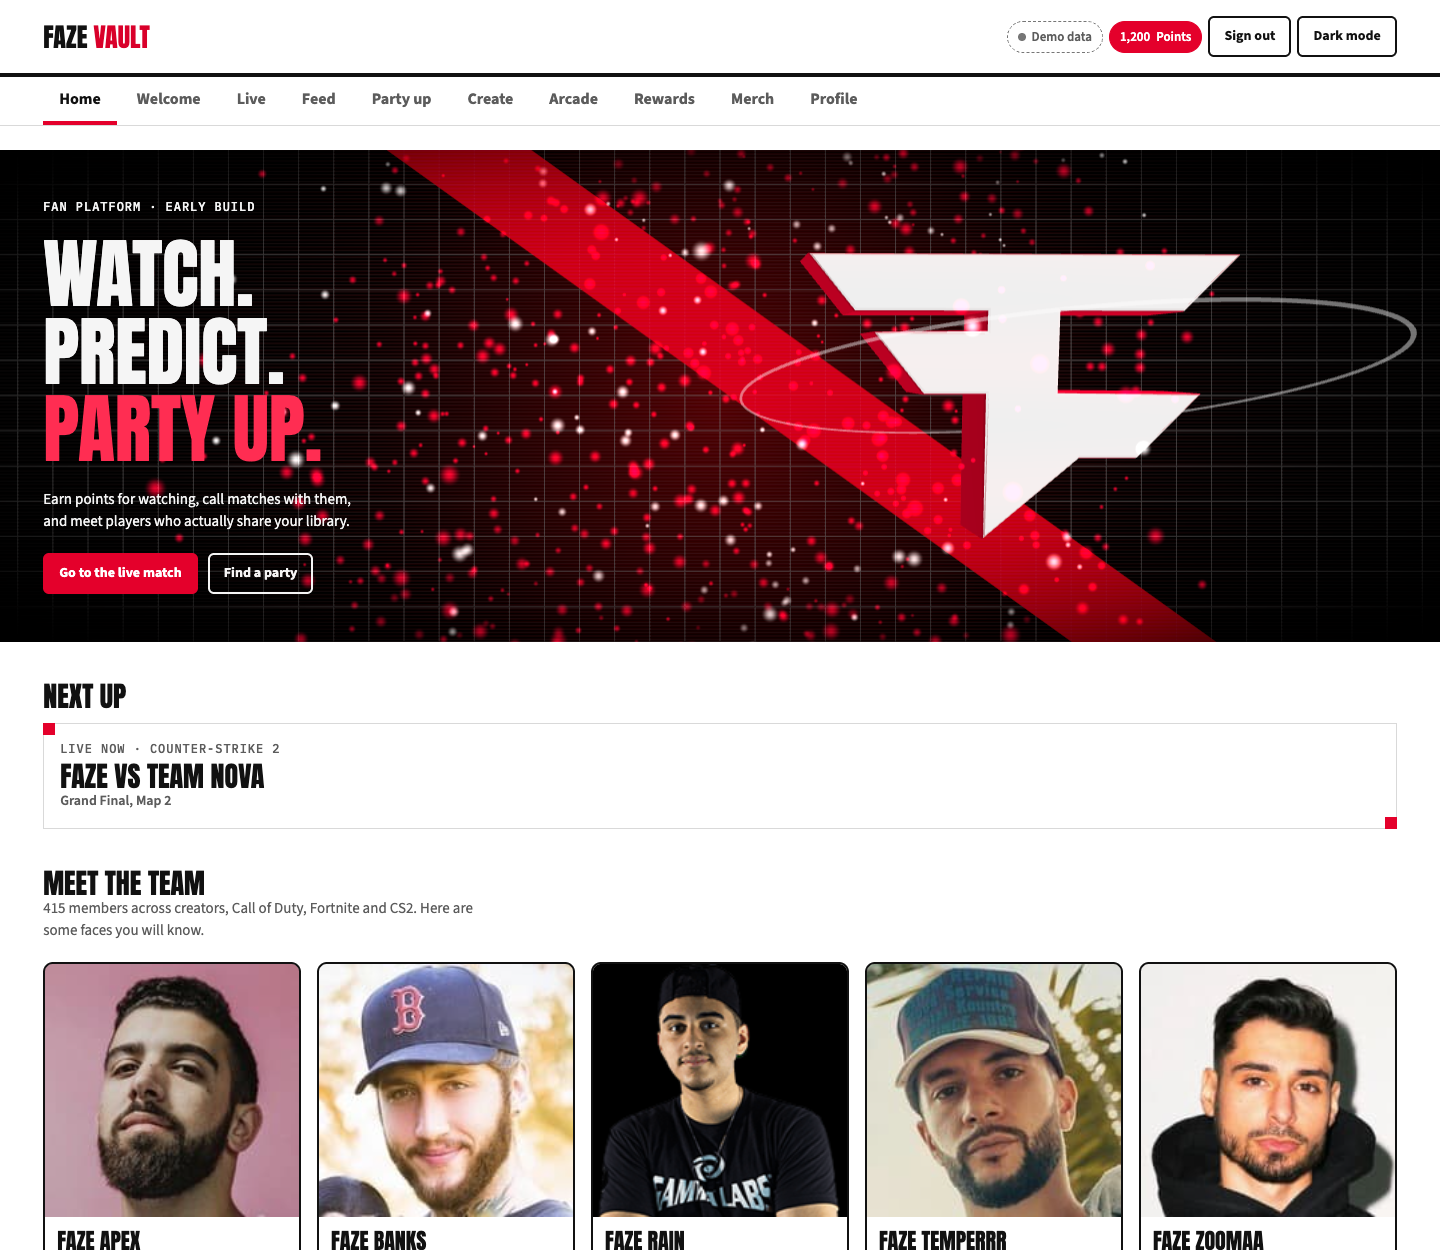 FAZE VAULT
Demo data
1,200 Points
Sign out
Dark mode
Home
Welcome
Live
Feed
Party up
Create
Arcade
Rewards
Merch
Profile
FAN PLATFORM · EARLY BUILD
WATCH.
PREDICT.
PARTY UP.
Earn points for watching, call matches with them,
and meet players who actually share your library.
Go to the live match
Find a party
NEXT UP
LIVE NOW · COUNTER-STRIKE 2
FAZE VS TEAM NOVA
Grand Final, Map 2
MEET THE TEAM
415 members across creators, Call of Duty, Fortnite and CS2. Here are
some faces you will know.
B
FAZE APEX
FAZE BANKS
FAZE RAIN
FAZE TEMPERRR
FAZE ZOOMAA